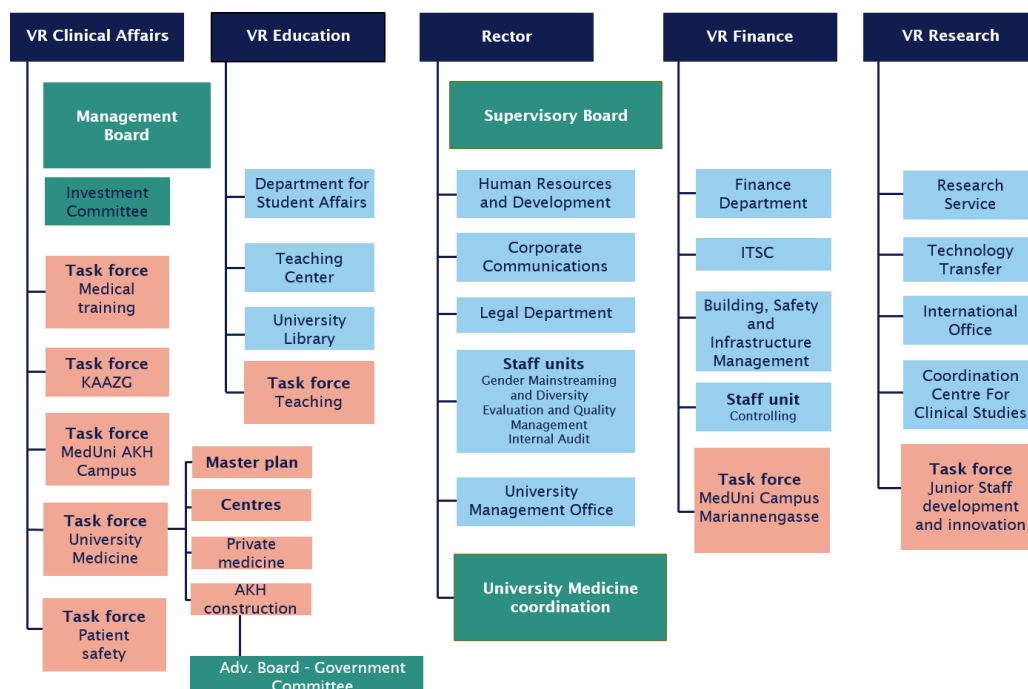 VR Clinical Affairs
Management
Board
Investment
Committee
Task force
Medical
training
Task force
KAAZG
Task force
MedUni AKH
Campus
Task force
University
Medicine
Task force
Patient
safety
Master plan
Centres
Private
medicine
AKH
construction
Adv. Board - Government
Committee
VR Education
Department for
Student Affairs
Teaching
Center
University
Library
Task force
Teaching
Rector
Supervisory Board
Human Resources
and Development
Corporate
Communications
Legal Department
Staff units
Gender Mainstreaming
and Diversity
Evaluation and Quality
Management
Internal Audit
University
Management Office
University Medicine
coordination
VR Finance
Finance
Department
ITSC
Building, Safety
and
Infrastructure
Management
Staff unit
Controlling
Task force
MedUni Campus
Mariannengasse
VR Research
Research
Service
Technology
Transfer
International
Office
Coordination
Centre For
Clinical Studies
Task force
Junior Staff
development
and innovation